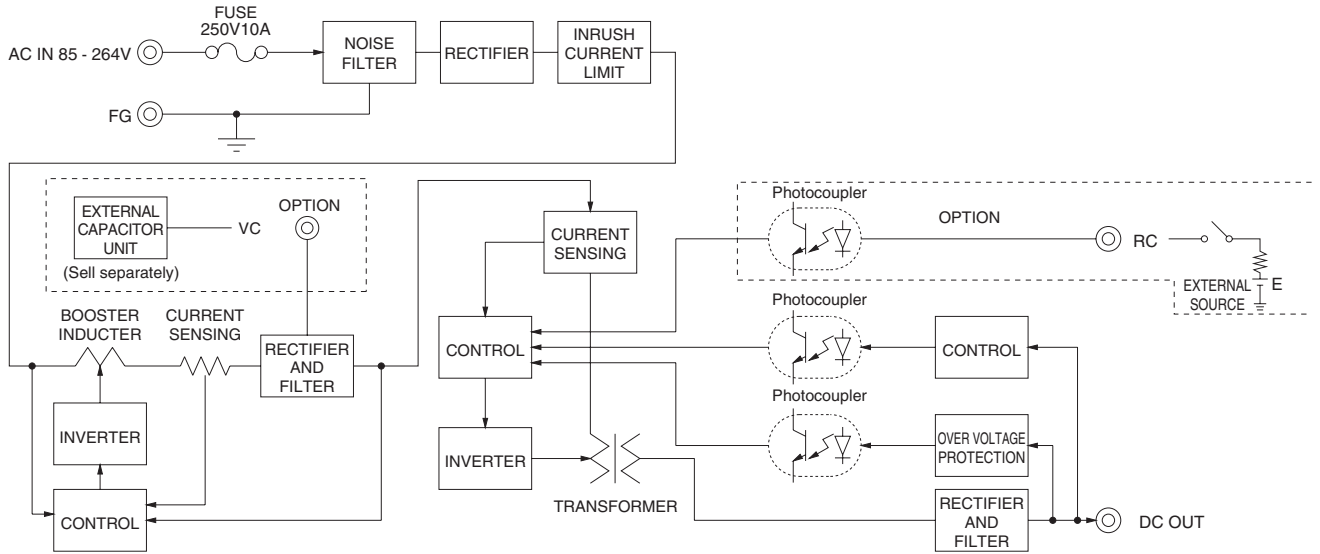 FUSE
250V10A
AC IN 85 - 264V
NOISE
FILTER
RECTIFIER
INRUSH
CURRENT
LIMIT
FG
EXTERNAL
CAPACITOR
UNIT
(Sell separately)
VC
OPTION
CURRENT
SENSING
Photocoupler
OPTION
RC
EXTERNAL
SOURCE
E
BOOSTER
INDUCTER
CURRENT
SENSING
RECTIFIER
AND
FILTER
CONTROL
Photocoupler
CONTROL
INVERTER
CONTROL
INVERTER
TRANSFORMER
Photocoupler
OVER VOLTAGE
PROTECTION
RECTIFIER
AND
FILTER
DC OUT